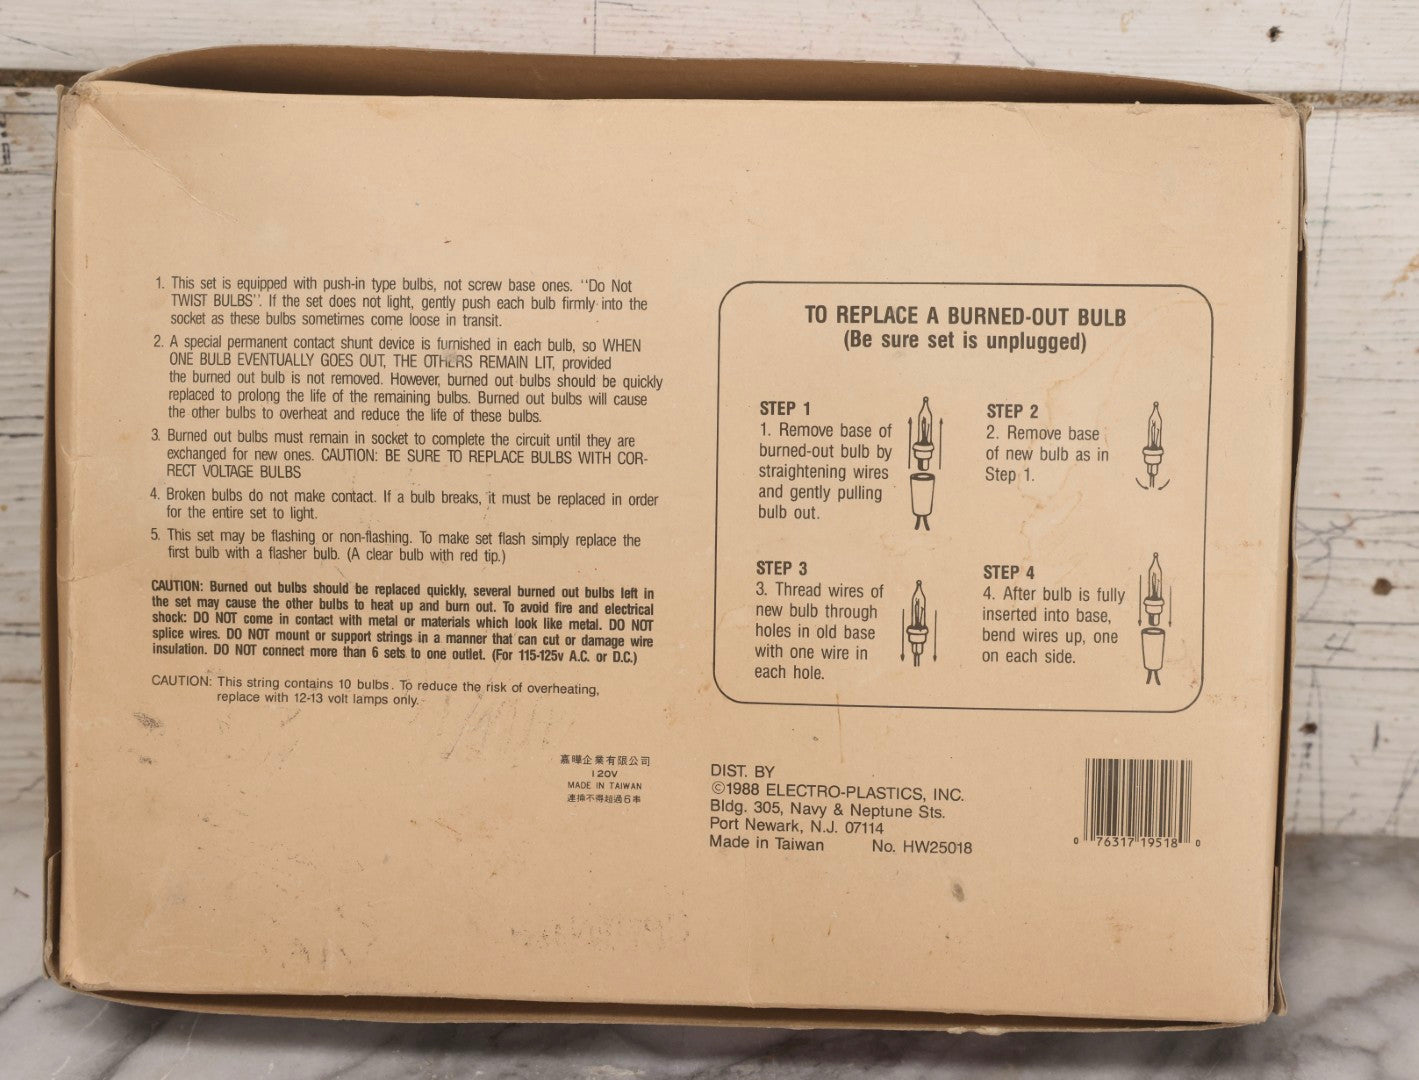 1. This set is equipped with push-in type bulbs, not screw base ones. ‘‘Do Not
TWIST BULBS’’. If the set does not light, gently push each bulb firmly into the
socket as these bulbs sometimes come loose in transit.
2. A special permanent contact shunt device is furnished in each bulb, so WHEN
ONE BULB EVENTUALLY GOES OUT, THE OTHERS REMAIN LIT, provided
the burned out bulb is not removed. However, burned out bulbs should be quickly
replaced to prolong the life of the remaining bulbs. Burned out bulbs will cause
the other bulbs to overheat and reduce the life of these bulbs.
3. Burned out bulbs must remain in socket to complete the circuit until they are
exchanged for new ones. CAUTION: BE SURE TO REPLACE BULBS WITH COR-
RECT VOLTAGE BULBS
4. Broken bulbs do not make contact. If a bulb breaks, it must be replaced in order
for the entire set to light.
5. This set may be flashing or non-flashing. To make set flash simply replace the
first bulb with a flasher bulb. (A clear bulb with red tip.)
CAUTION: Burned out bulbs should be replaced quickly, several burned out bulbs left in
the set may cause the other bulbs to heat up and burn out. To avoid fire and electrical
shock: DO NOT come in contact with metal or materials which look like metal. DO NOT
splice wires. DO NOT mount or support strings in a manner that can cut or damage wire
insulation. DO NOT connect more than 6 sets to one outlet. (For 115-125v A.C. or D.C.)
CAUTION: This string contains 10 bulbs. To reduce the risk of overheating,
replace with 12-13 volt lamps only.
嘉曄企業有限公司
120V
MADE IN TAIWAN
連接不得超過6串
TO REPLACE A BURNED-OUT BULB
(Be sure set is unplugged)
STEP 1
1. Remove base of
burned-out bulb by
straightening wires
and gently pulling
bulb out.
STEP 2
2. Remove base
of new bulb as in
Step 1.
STEP 3
3. Thread wires of
new bulb through
holes in old base
with one wire in
each hole.
STEP 4
4. After bulb is fully
inserted into base,
bend wires up, one
on each side.
DIST. BY
©1988 ELECTRO-PLASTICS, INC.
Bldg. 305, Navy & Neptune Sts.
Port Newark, N.J. 07114
Made in Taiwan No. HW25018
0 76317 19518 0